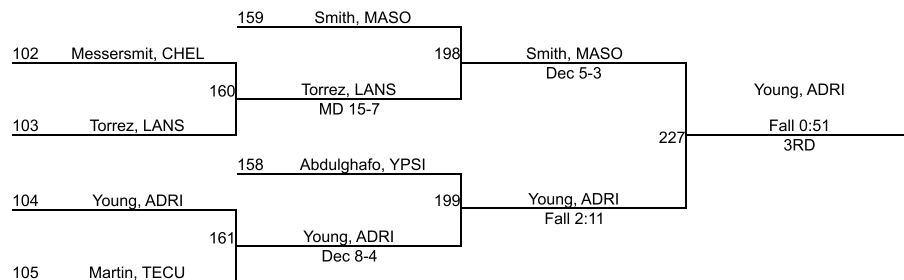 159 Smith, MASO
102 Messersmit, CHEL
198 Smith, MASO
Dec 5-3
160 Torrez, LANS
MD 15-7
Young, ADRI
103 Torrez, LANS
Fall 0:51
227
3RD
158 Abdulghafo, YPSI
104 Young, ADRI
199 Young, ADRI
Fall 2:11
161 Young, ADRI
Dec 8-4
105 Martin, TECU